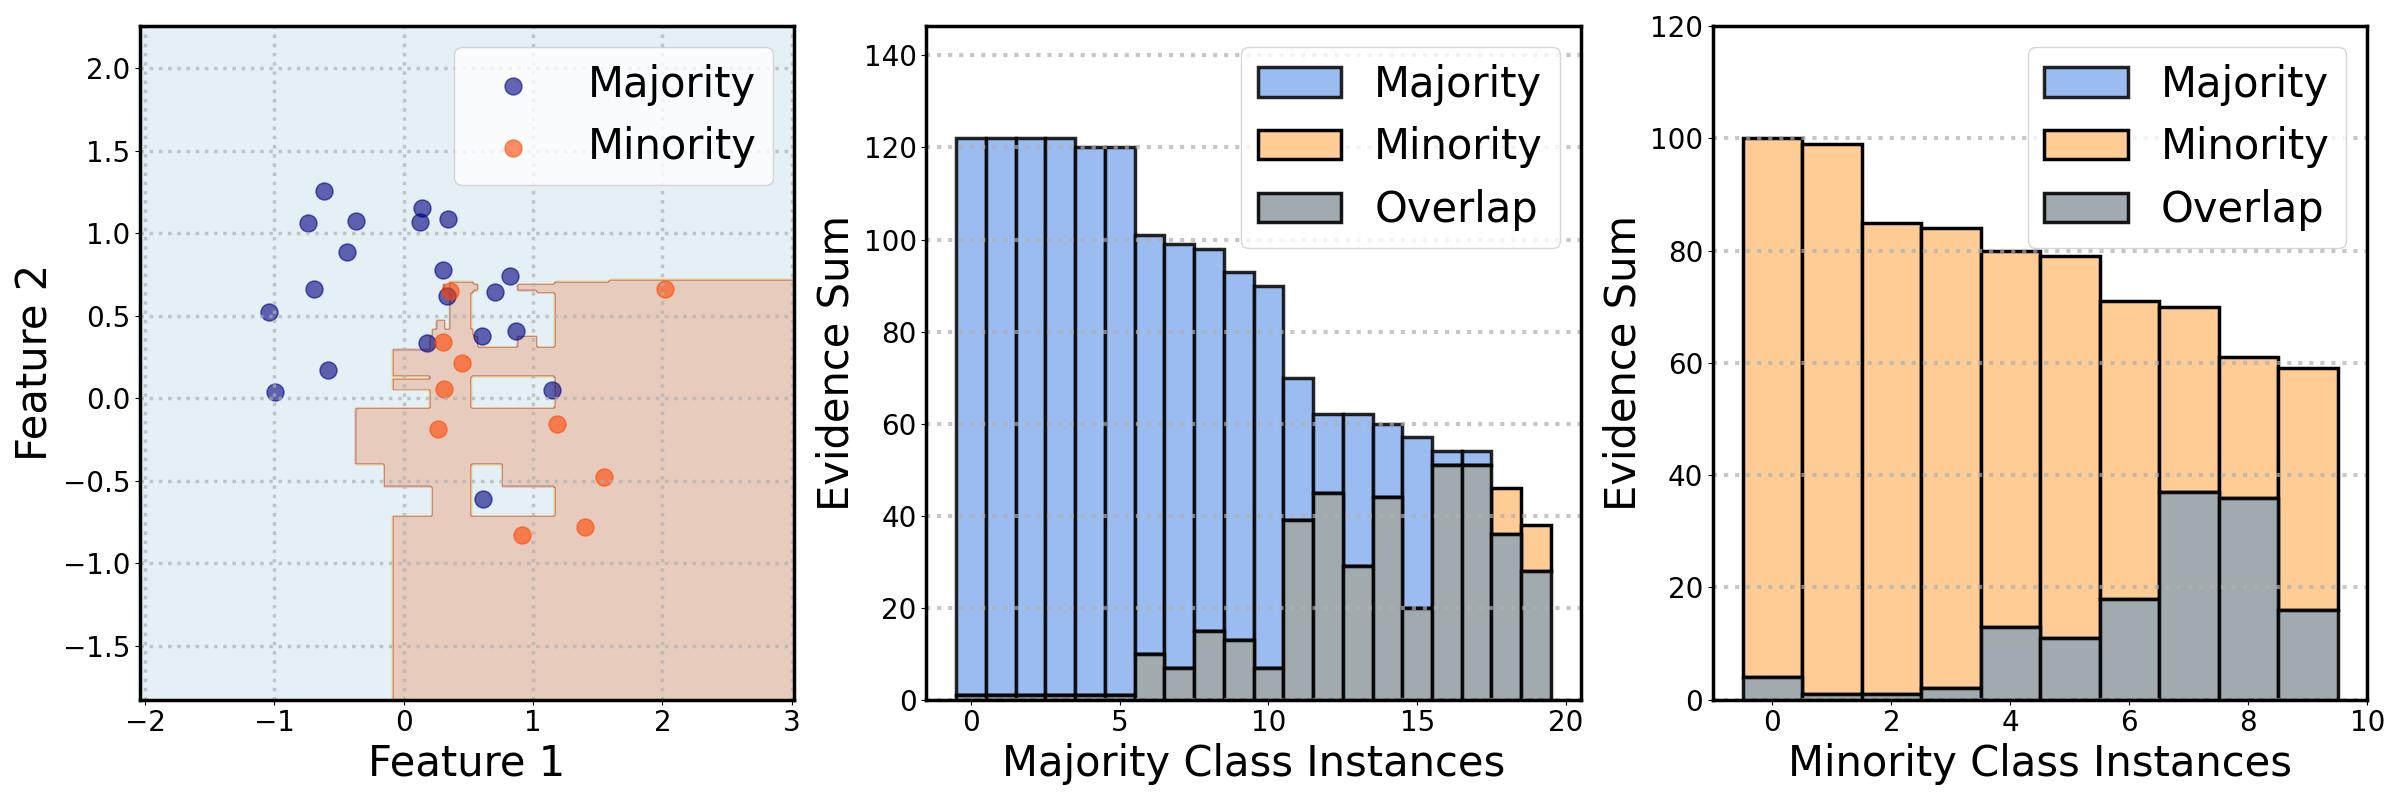 2.0
1.5
1.0
0.5
0.0
−0.5
−1.0
−1.5
−2 −1 0 1 2 3
Feature 1
Feature 2
Majority
Minority
140
120
100
80
60
40
20
0
0 5 10 15 20
Majority Class Instances
Evidence Sum
Majority
Minority
Overlap
120
100
80
60
40
20
0
0 2 4 6 8 10
Minority Class Instances
Evidence Sum
Majority
Minority
Overlap